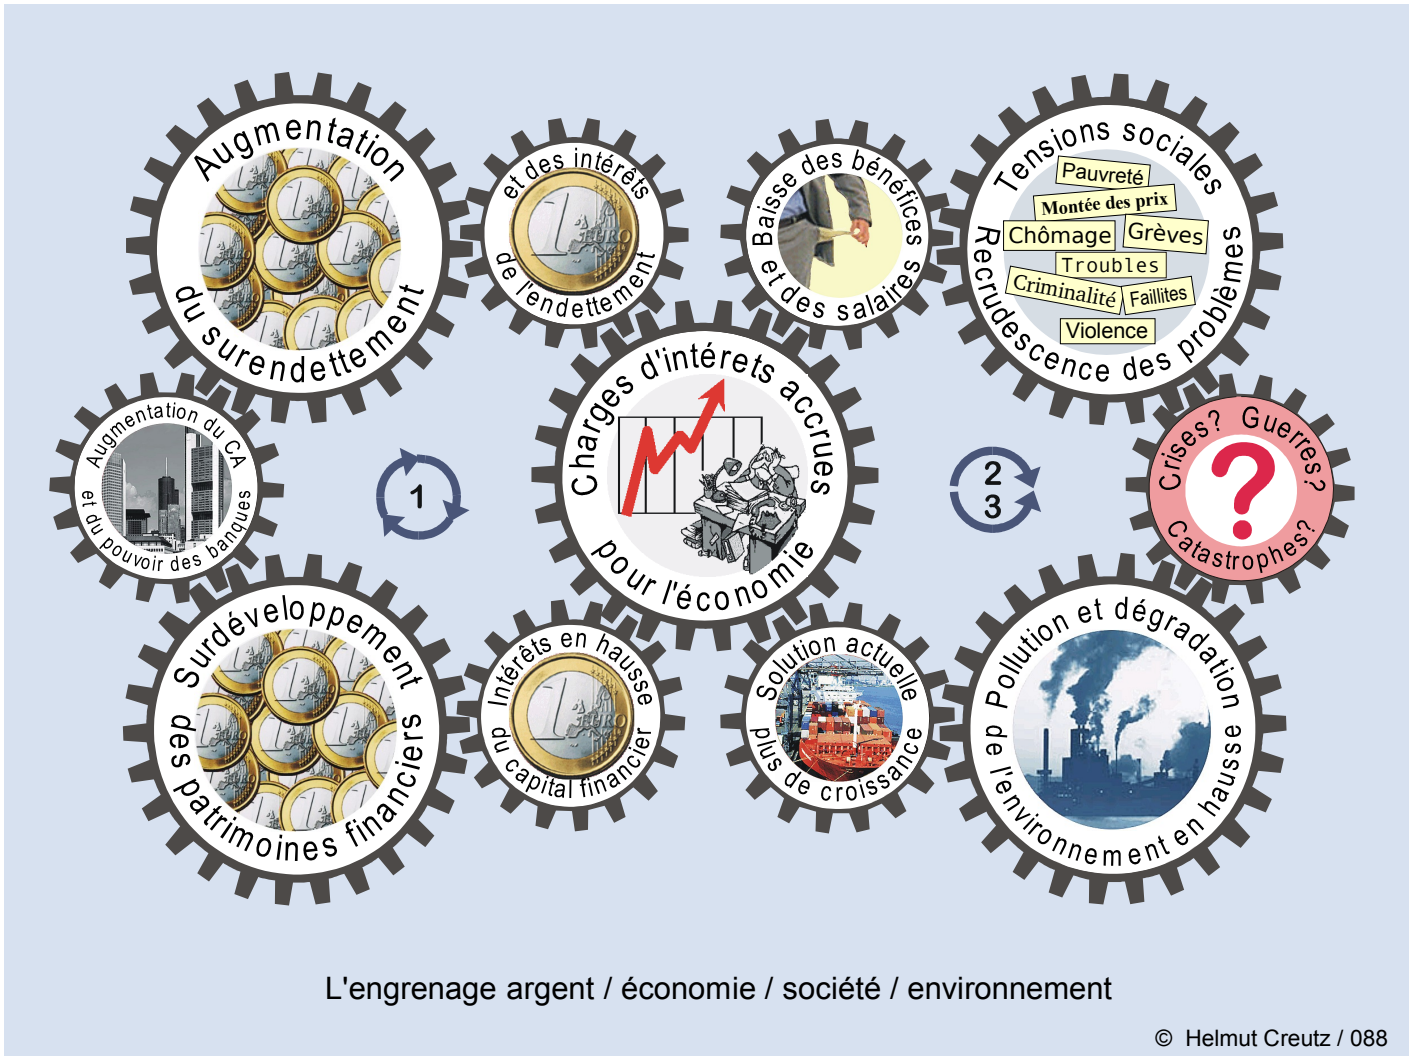 Augmentation
du surendettement
et des intérêts
de l'endettement
Baisse des bénéfices
et des salaires
Tensions sociales
Pauvreté
Montée des prix
Chômage
Grèves
Troubles
Criminalité
Faillites
Violence
Recrudescence des problèmes
Augmentation du CA
et du pouvoir des banques
1
Charges d'intérets accrues
pour l'économie
2
3
Crises? Guerres?
?
Catastrophes?
Surdéveloppement
des patrimoines financiers
Intérêts en hausse
du capital financier
1 EURO
Solution actuelle
plus de croissance
Pollution et dégradation
de l'environnement en hausse
L'engrenage argent / économie / société / environnement
© Helmut Creutz / 088